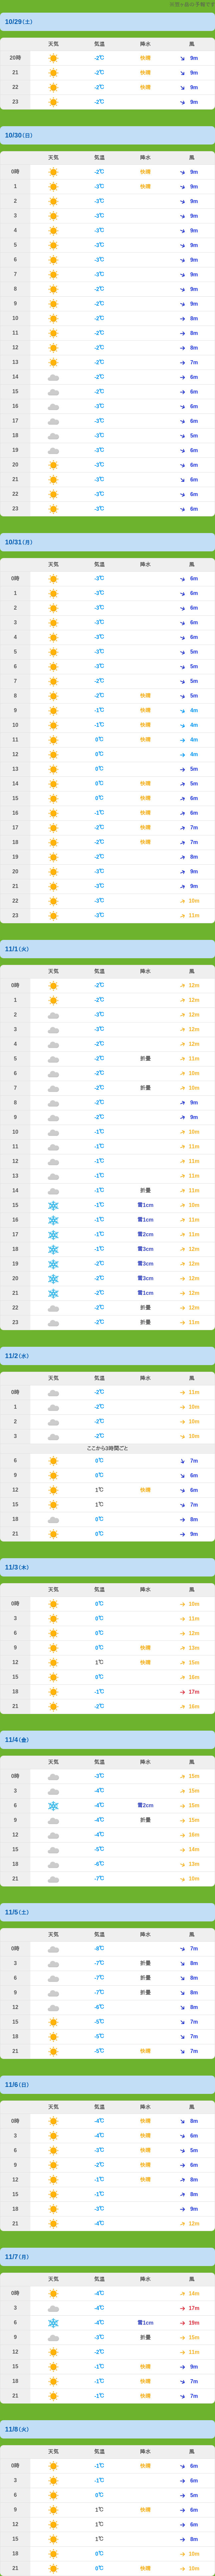 10/29(土)
天気 気温 降水 風
20時 -2℃ 快晴 9m
21 -2℃ 快晴 9m
22 -2℃ 快晴 9m
23 -2℃ 9m
10/30(日)
天気 気温 降水 風
0時 -2℃ 快晴 9m
1 -3℃ 快晴 9m
2 -3℃ 9m
3 -3℃ 9m
4 -3℃ 9m
5 -3℃ 9m
6 -3℃ 9m
7 -3℃ 9m
8 -2℃ 9m
9 -2℃ 9m
10 -2℃ 8m
11 -2℃ 8m
12 -2℃ 8m
13 -2℃ 7m
14 -2℃ 6m
15 -2℃ 6m
16 -3℃ 6m
17 -3℃ 6m
18 -3℃ 5m
19 -3℃ 6m
20 -3℃ 6m
21 -3℃ 6m
22 -3℃ 6m
23 -3℃ 6m
10/31(月)
天気 気温 降水 風
0時 -3℃ 6m
1 -3℃ 6m
2 -3℃ 6m
3 -3℃ 6m
4 -3℃ 6m
5 -3℃ 5m
6 -3℃ 5m
7 -2℃ 5m
8 -2℃ 快晴 5m
9 -1℃ 快晴 4m
10 -1℃ 快晴 4m
11 0℃ 快晴 4m
12 0℃ 4m
13 0℃ 5m
14 0℃ 快晴 5m
15 0℃ 快晴 6m
16 -1℃ 快晴 6m
17 -2℃ 快晴 7m
18 -2℃ 快晴 7m
19 -2℃ 8m
20 -3℃ 9m
21 -3℃ 9m
22 -3℃ 10m
23 -3℃ 11m
11/1(火)
天気 気温 降水 風
0時 -2℃ 12m
1 -2℃ 12m
2 -3℃ 12m
3 -3℃ 12m
4 -2℃ 12m
5 -2℃ 11m
6 -2℃ 10m
7 -2℃ 10m
8 -2℃ 9m
9 -2℃ 9m
10 -1℃ 10m
11 -1℃ 11m
12 -1℃ 11m
13 -1℃ 11m
14 -1℃ 11m
15 -1℃ 雪1cm 10m
16 -1℃ 雪1cm 11m
17 -1℃ 雪2cm 11m
18 -1℃ 雪3cm 12m
19 -2℃ 雪3cm 12m
20 -2℃ 雪3cm 12m
21 -2℃ 雪1cm 12m
22 -2℃ 12m
23 -2℃ 11m
11/2(水)
天気 気温 降水 風
0時 -2℃ 11m
1 -2℃ 10m
2 -2℃ 10m
3 -2℃ 10m
ここから3時間ごと
6 0℃ 7m
9 0℃ 6m
12 1℃ 快晴 6m
15 1℃ 7m
18 0℃ 8m
21 0℃ 9m
11/3(木)
天気 気温 降水 風
0時 0℃ 10m
3 0℃ 11m
6 0℃ 12m
9 0℃ 快晴 13m
12 1℃ 快晴 15m
15 0℃ 16m
18 -1℃ 17m
21 -2℃ 16m
11/4(金)
天気 気温 降水 風
0時 -3℃ 15m
3 -4℃ 15m
6 -4℃ 雪2cm 15m
9 -4℃ 15m
12 -4℃ 16m
15 -5℃ 14m
18 -6℃ 13m
21 -7℃ 10m
11/5(土)
天気 気温 降水 風
0時 -8℃ 7m
3 -7℃ 8m
6 -7℃ 8m
9 -7℃ 8m
12 -6℃ 8m
15 -5℃ 7m
18 -5℃ 7m
21 -5℃ 快晴 7m
11/6(日)
天気 気温 降水 風
0時 -4℃ 快晴 8m
3 -4℃ 快晴 6m
6 -3℃ 快晴 5m
9 -2℃ 快晴 6m
12 -1℃ 快晴 8m
15 -1℃ 8m
18 -3℃ 9m
21 -4℃ 12m
11/7(月)
天気 気温 降水 風
0時 -4℃ 14m
3 -4℃ 17m
6 -4℃ 雪1cm 19m
9 -3℃ 16m
12 -2℃ 11m
15 -1℃ 快晴 9m
18 -1℃ 快晴 7m
21 -1℃ 快晴 7m
11/8(火)
天気 気温 降水 風
0時 -1℃ 快晴 6m
3 -1℃ 6m
6 0℃ 5m
9 1℃ 快晴 6m
12 1℃ 6m
15 1℃ 8m
18 0℃ 10m
21 0℃ 快晴 10m